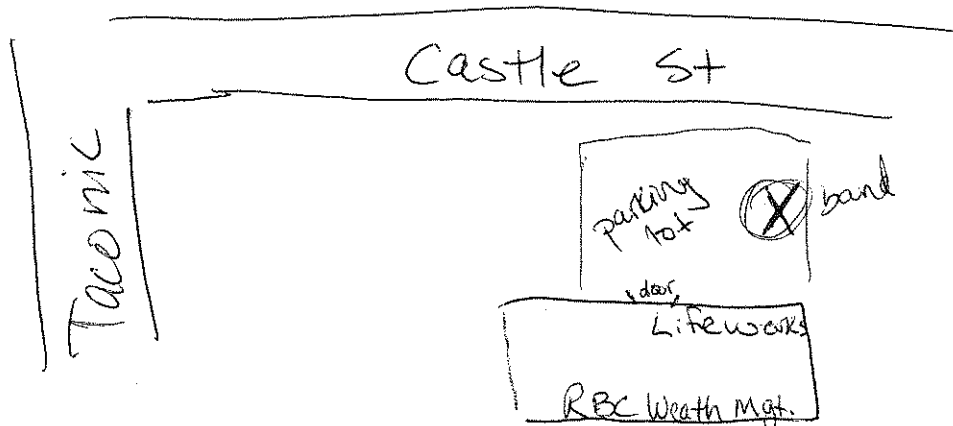 Castle St
Taconic
parking
lot
X
band
door
Lifeworks
RBC Weath Mgt.